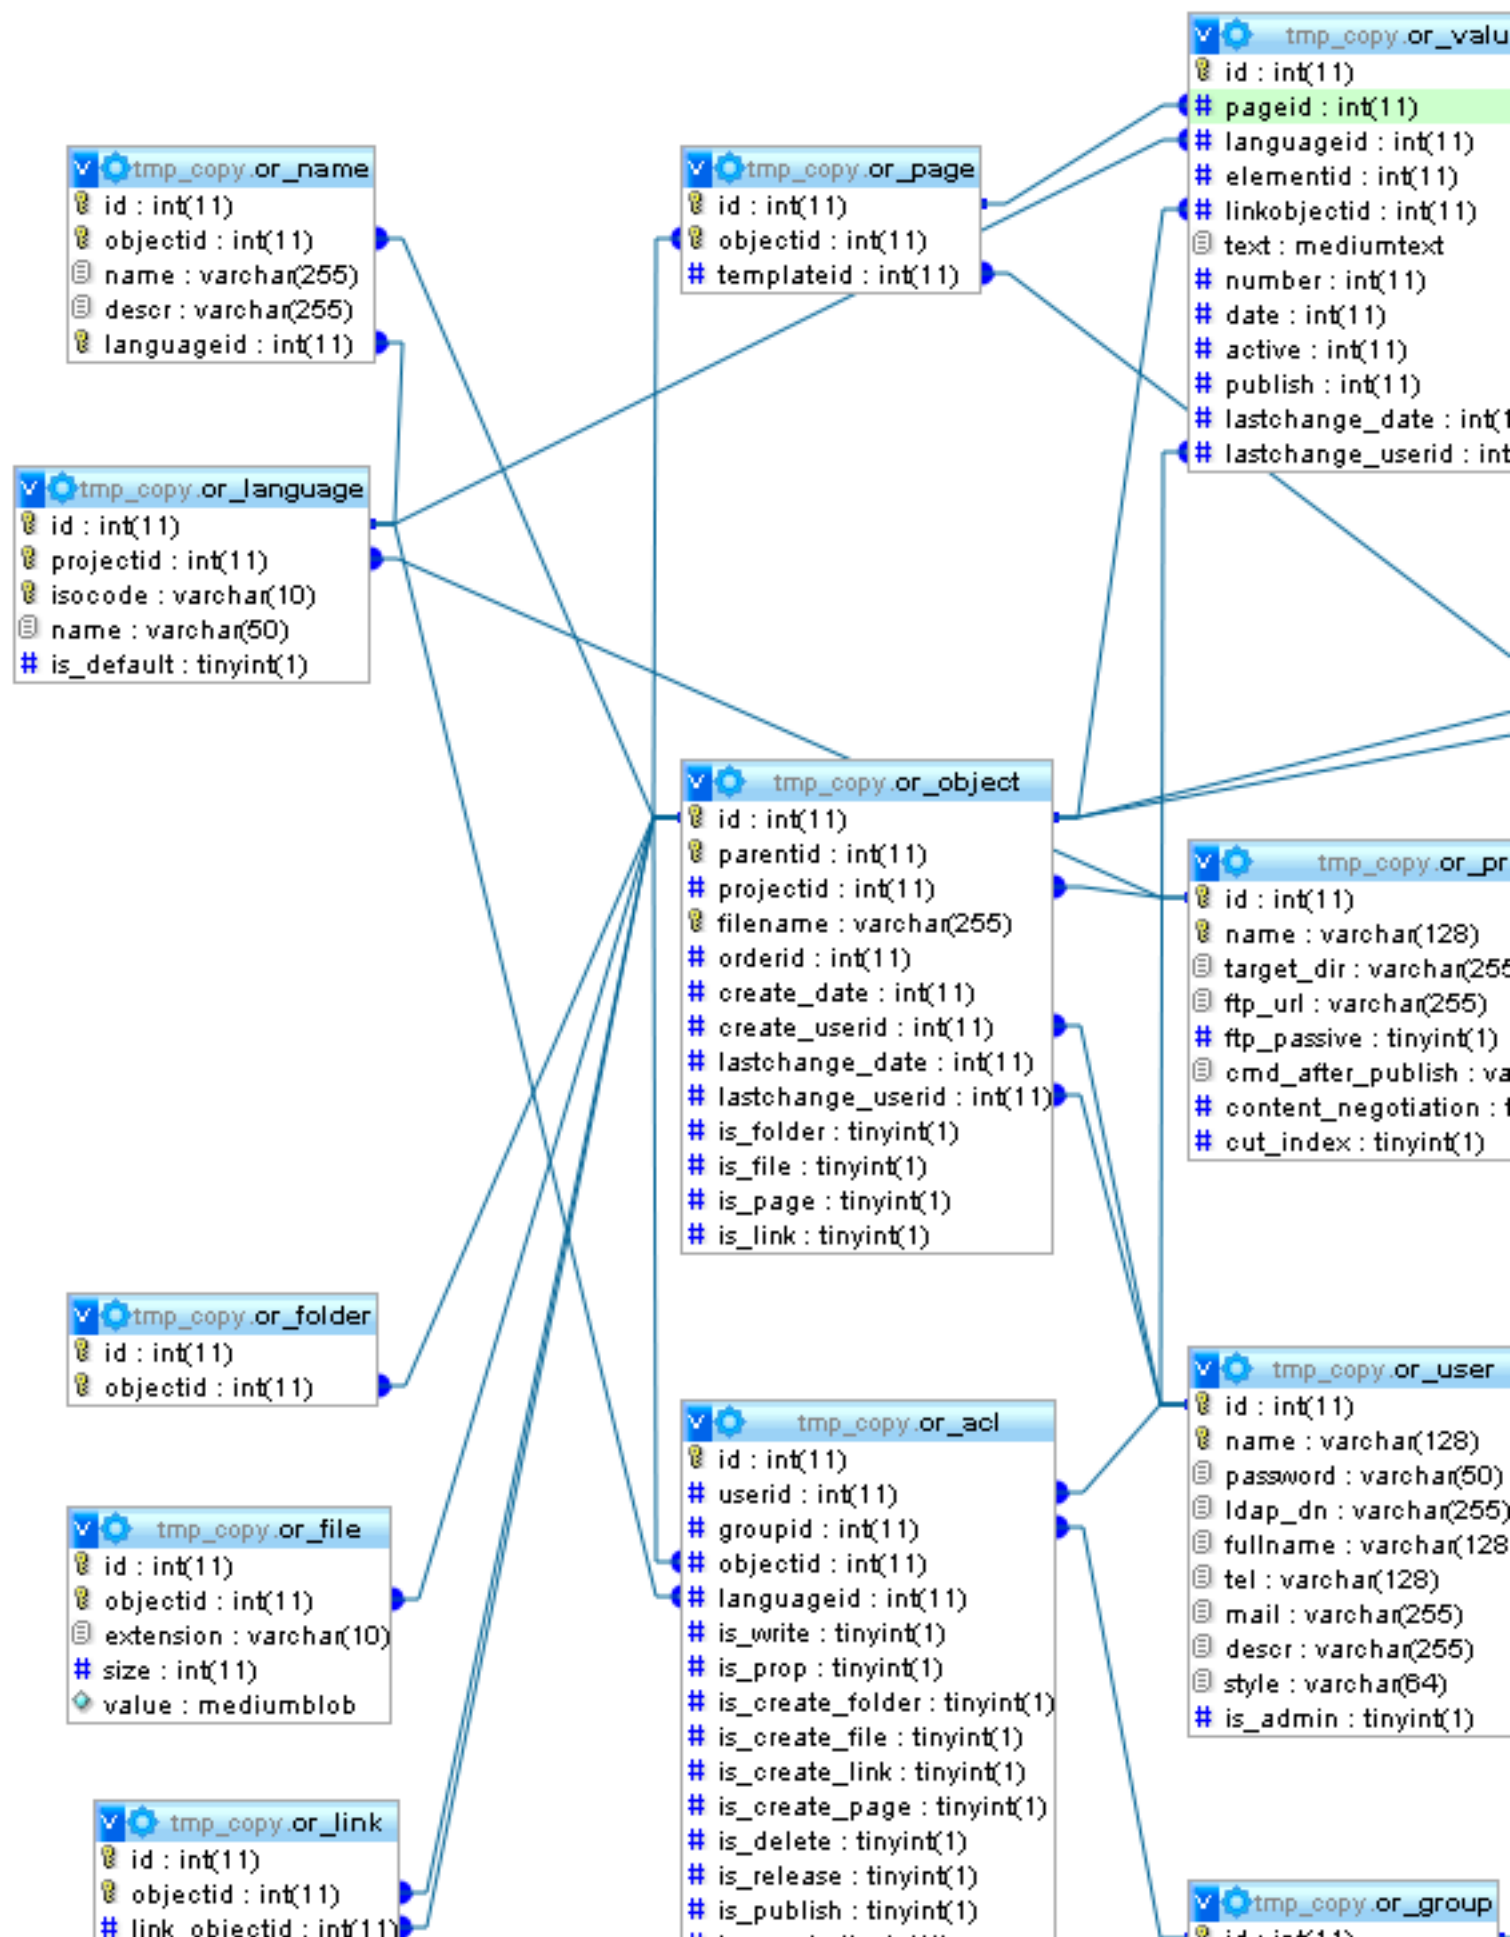 tmp_copy.or_name
id : int(11)
objectid : int(11)
name : varchar(255)
descr : varchar(255)
languageid : int(11)
tmp_copy.or_language
id : int(11)
projectid : int(11)
isocode : varchar(10)
name : varchar(50)
is_default : tinyint(1)
tmp_copy.or_folder
id : int(11)
objectid : int(11)
tmp_copy.or_file
id : int(11)
objectid : int(11)
extension : varchar(10)
size : int(11)
value : mediumblob
tmp_copy.or_link
id : int(11)
objectid : int(11)
link_objectid : int(11)
tmp_copy.or_page
id : int(11)
objectid : int(11)
templateid : int(11)
tmp_copy.or_object
id : int(11)
parentid : int(11)
projectid : int(11)
filename : varchar(255)
orderid : int(11)
create_date : int(11)
create_userid : int(11)
lastchange_date : int(11)
lastchange_userid : int(11)
is_folder : tinyint(1)
is_file : tinyint(1)
is_page : tinyint(1)
is_link : tinyint(1)
tmp_copy.or_acl
id : int(11)
userid : int(11)
groupid : int(11)
objectid : int(11)
languageid : int(11)
is_write : tinyint(1)
is_prop : tinyint(1)
is_create_folder : tinyint(1)
is_create_file : tinyint(1)
is_create_link : tinyint(1)
is_create_page : tinyint(1)
is_delete : tinyint(1)
is_release : tinyint(1)
is_publish : tinyint(1)
tmp_copy.or_valu
id : int(11)
pageid : int(11)
languageid : int(11)
elementid : int(11)
linkobjectid : int(11)
text : mediumtext
number : int(11)
date : int(11)
active : int(11)
publish : int(11)
lastchange_date : int(1
lastchange_userid : int
tmp_copy.or_pr
id : int(11)
name : varchar(128)
target_dir : varchar(255
ftp_url : varchar(255)
ftp_passive : tinyint(1)
cmd_after_publish : va
content_negotiation : t
cut_index : tinyint(1)
tmp_copy.or_user
id : int(11)
name : varchar(128)
password : varchar(50)
ldap_dn : varchar(255)
fullname : varchar(128
tel : varchar(128)
mail : varchar(255)
descr : varchar(255)
style : varchar(64)
is_admin : tinyint(1)
tmp_copy.or_group
id : int(11)